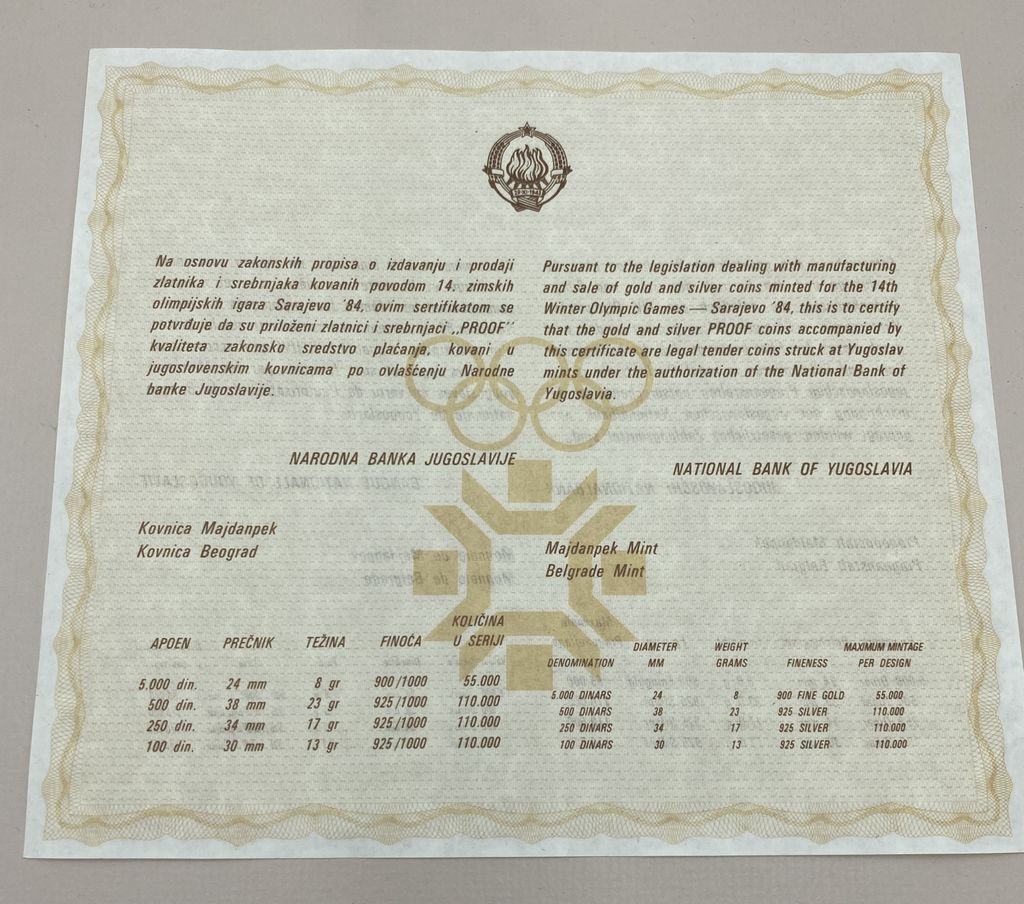 29·XI·1943
Na osnovu zakonskih propisa o izdavanju i prodaji
zlatnika i srebrnjaka kovanih povodom 14. zimskih
olimpijskih igara Sarajevo '84, ovim sertifikatom se
potvrđuje da su priloženi zlatnici i srebrnjaci „PROOF”
kvaliteta zakonsko sredstvo plaćanja, kovani u
jugoslovenskim kovnicama po ovlašćenju Narodne
banke Jugoslavije.
NARODNA BANKA JUGOSLAVIJE
Kovnica Majdanpek
Kovnica Beograd
APOEN PREČNIK TEŽINA FINOĆA KOLIČINA
U SERIJI
5.000 din. 24 mm 8 gr 900/1000 55.000
500 din. 38 mm 23 gr 925/1000 110.000
250 din. 34 mm 17 gr 925/1000 110.000
100 din. 30 mm 13 gr 925/1000 110.000
Pursuant to the legislation dealing with manufacturing
and sale of gold and silver coins minted for the 14th
Winter Olympic Games — Sarajevo '84, this is to certify
that the gold and silver PROOF coins accompanied by
this certificate are legal tender coins struck at Yugoslav
mints under the authorization of the National Bank of
Yugoslavia.
NATIONAL BANK OF YUGOSLAVIA
Majdanpek Mint
Belgrade Mint
DIAMETER WEIGHT MAXIMUM MINTAGE
DENOMINATION MM GRAMS FINENESS PER DESIGN
5.000 DINARS 24 8 900 FINE GOLD 55.000
500 DINARS 38 23 925 SILVER 110.000
250 DINARS 34 17 925 SILVER 110.000
100 DINARS 30 13 925 SILVER 110.000